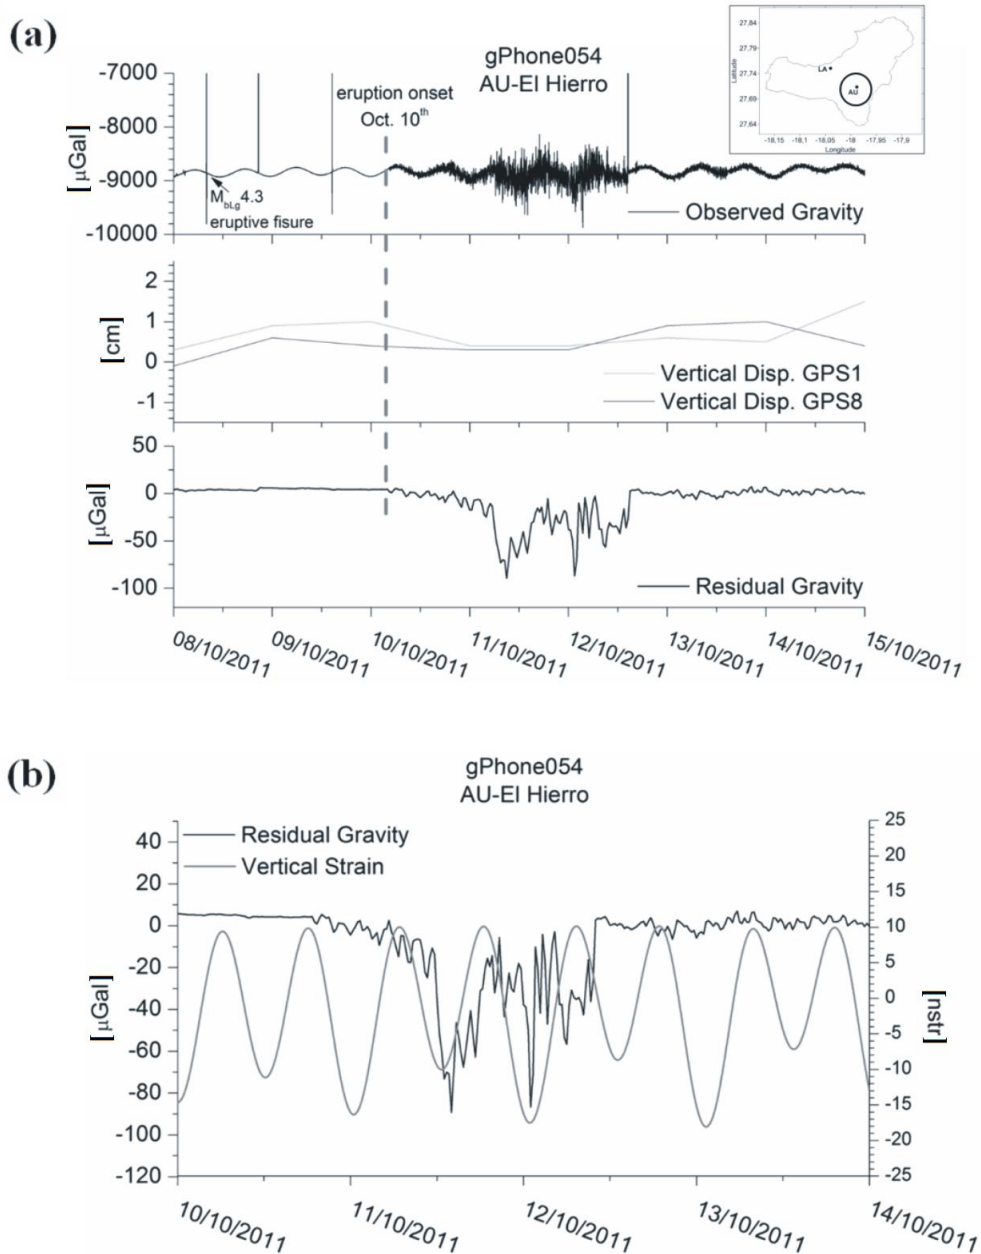 (a)
gPhone054
AU-El Hierro
27,84
27,79
27,74
27,69
27,64
Latitude
LA
AU
-18,15 -18,1 -18,05 -18 -17,95 -17,9
Longitude
-7000
-8000
-9000
-10000
[µGal]
eruption onset
Oct. 10th
MbLg4.3
eruptive fisure
Observed Gravity
2
1
0
-1
[cm]
Vertical Disp. GPS1
Vertical Disp. GPS8
50
0
-50
-100
[µGal]
Residual Gravity
08/10/2011
09/10/2011
10/10/2011
11/10/2011
12/10/2011
13/10/2011
14/10/2011
15/10/2011
(b)
gPhone054
AU-El Hierro
Residual Gravity
Vertical Strain
40
20
0
-20
-40
-60
-80
-100
-120
[µGal]
25
20
15
10
5
0
-5
-10
-15
-20
-25
[nstr]
10/10/2011
11/10/2011
12/10/2011
13/10/2011
14/10/2011